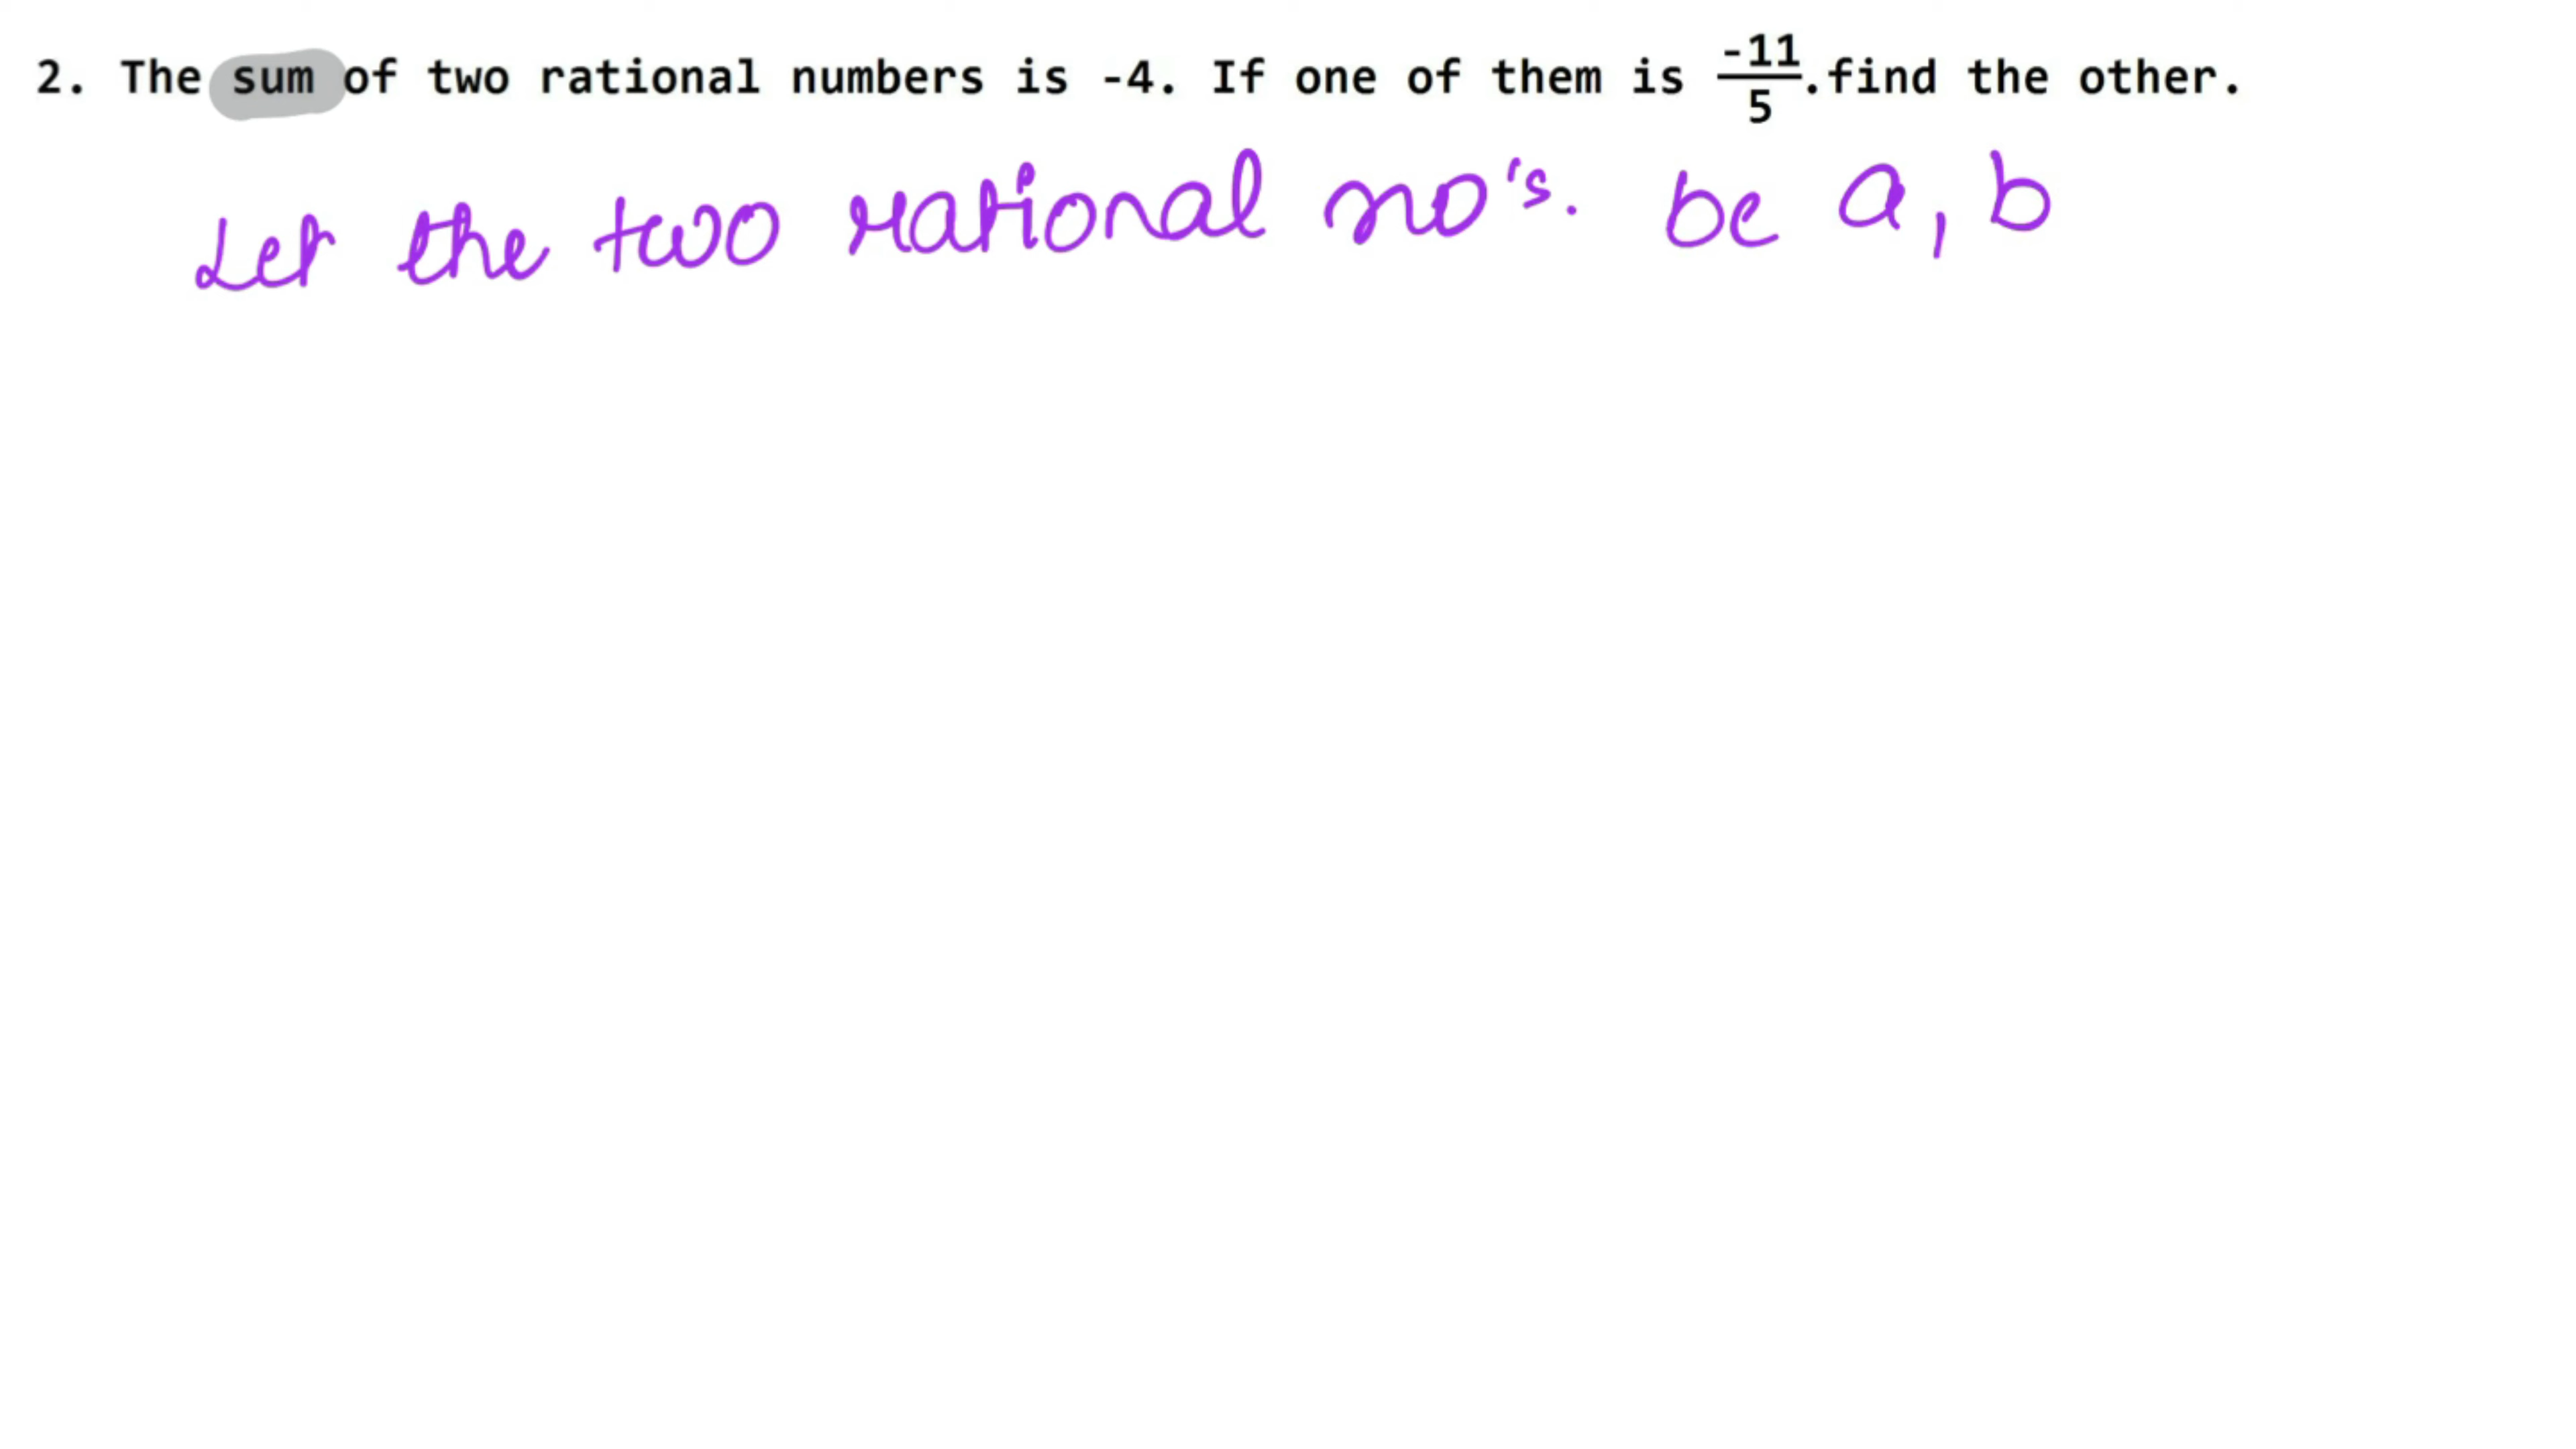 2. The sum of two rational numbers is -4. If one of them is -11/5.find the other.
Let the two rational no's. be a, b